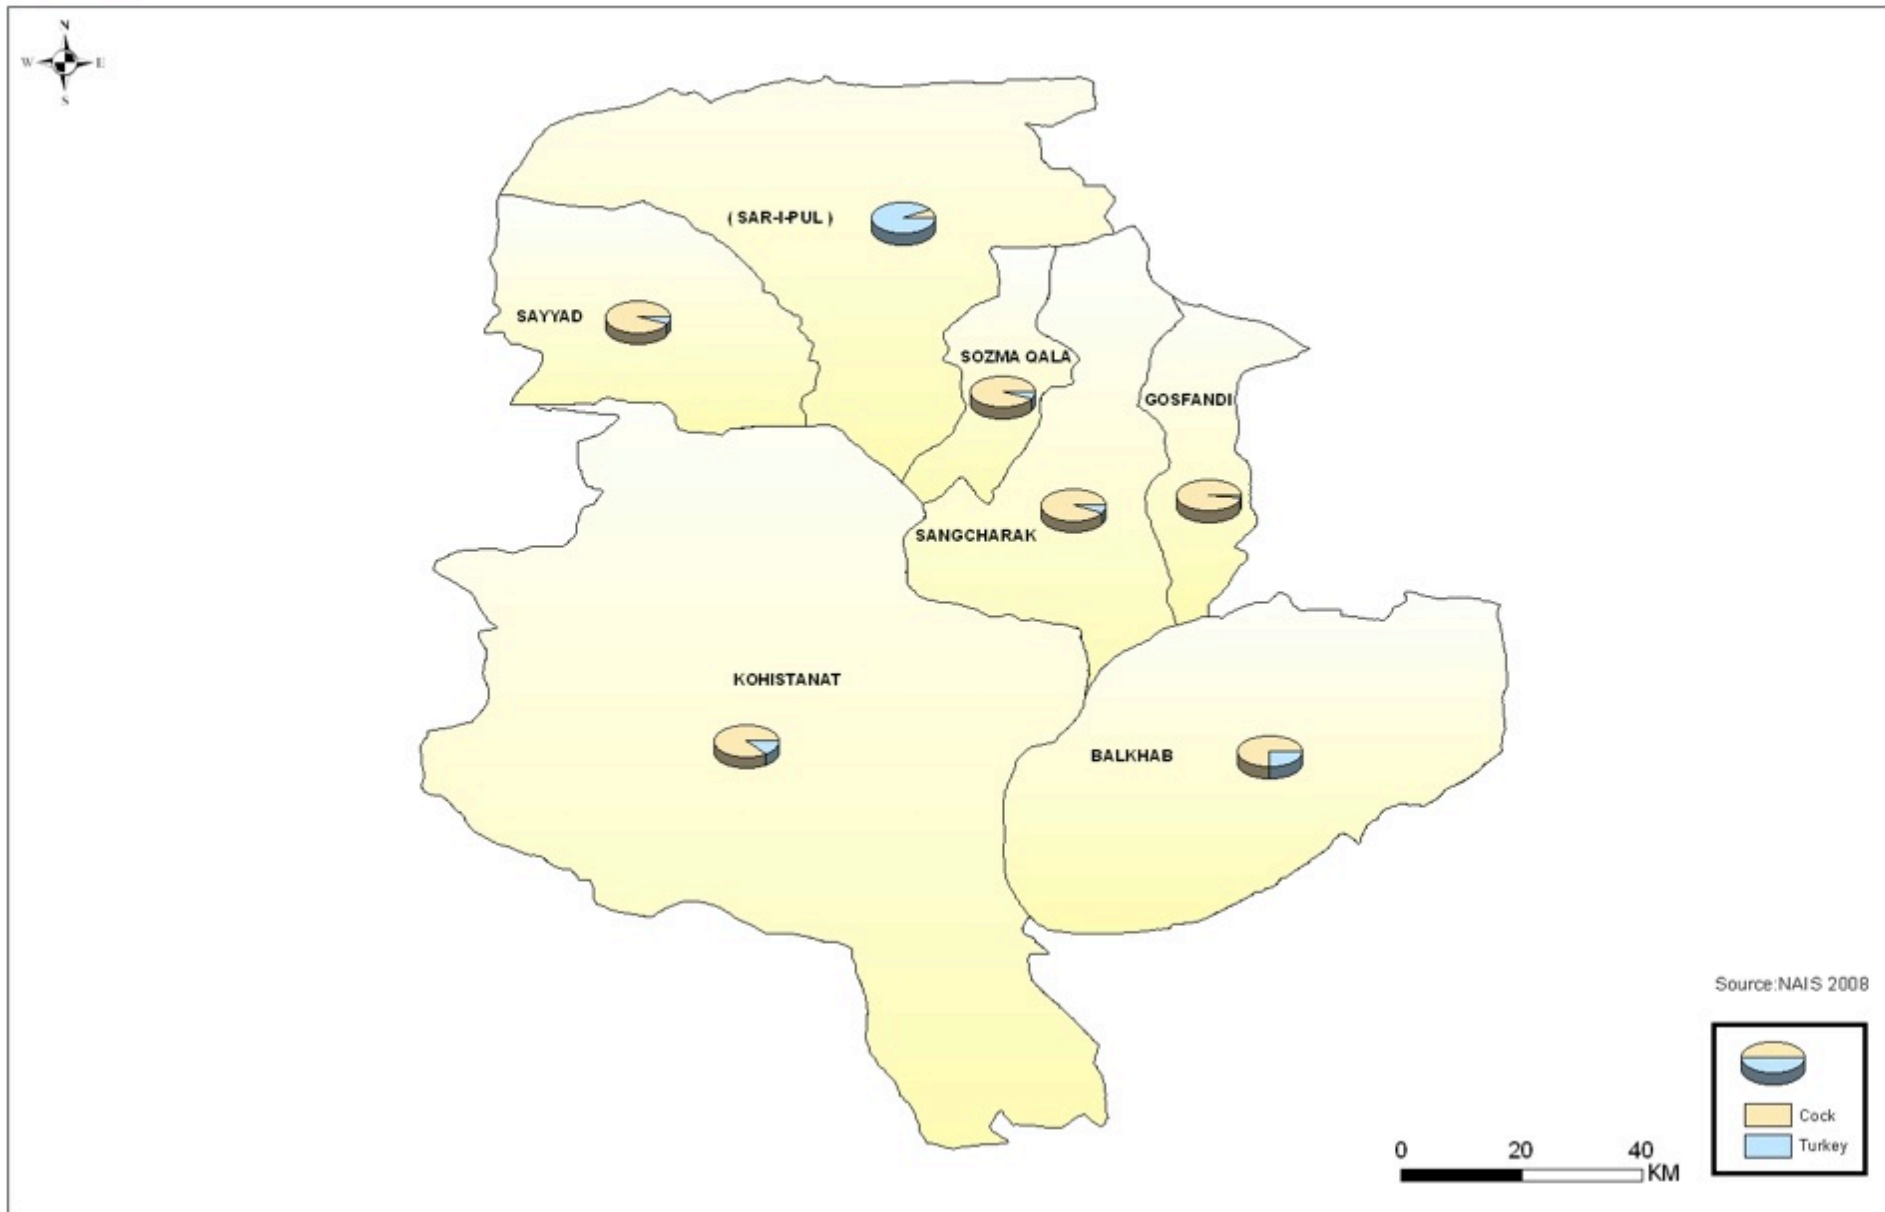 N
W E
S
( SAR-I-PUL )
SAYYAD
SOZMA QALA
GOSFANDI
SANGCHARAK
KOHISTANAT
BALKHAB
Source:NAIS 2008
Cock
Turkey
0 20 40
KM